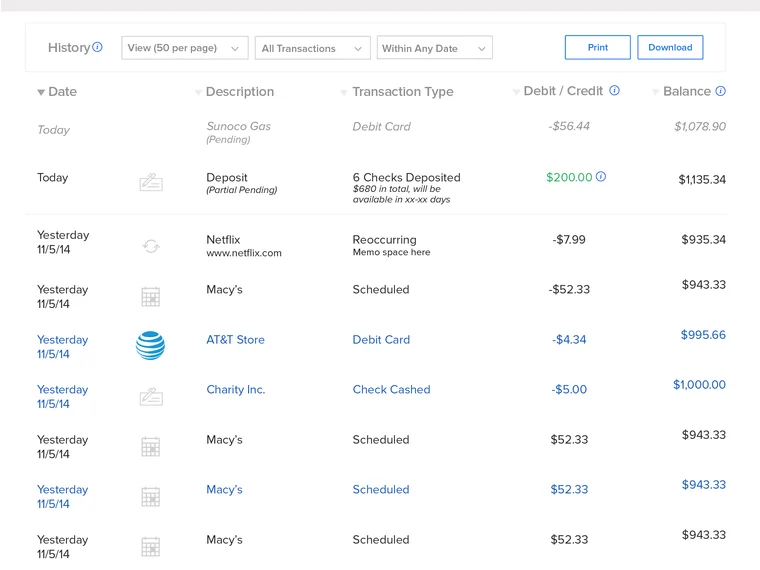 History View (50 per page) All Transactions Within Any Date Print Download
Date Description Transaction Type Debit / Credit Balance
Today Sunoco Gas Debit Card -$56.44 $1,078.90
(Pending)
Today Deposit 6 Checks Deposited $200.00 $1,135.34
(Partial Pending) $680 in total, will be
available in xx-xx days
Yesterday Netflix Reoccurring -$7.99 $935.34
11/5/14 www.netflix.com Memo space here
Yesterday Macy's Scheduled -$52.33 $943.33
11/5/14
Yesterday AT&T Store Debit Card -$4.34 $995.66
11/5/14
Yesterday Charity Inc. Check Cashed -$5.00 $1,000.00
11/5/14
Yesterday Macy's Scheduled $52.33 $943.33
11/5/14
Yesterday Macy's Scheduled $52.33 $943.33
11/5/14
Yesterday Macy's Scheduled $52.33 $943.33
11/5/14